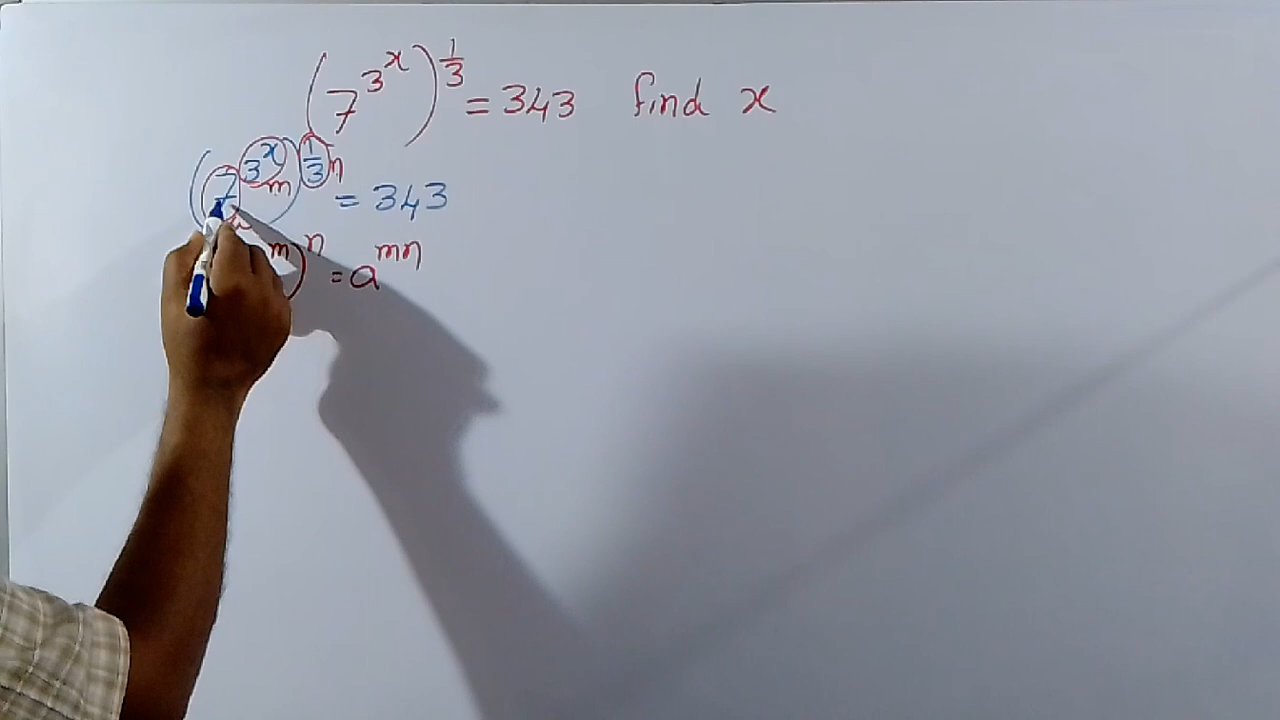 (7^3^x)^1/3 = 343 find x
(7^3^x m)^1/3 n = 343
m)^n = a^mn